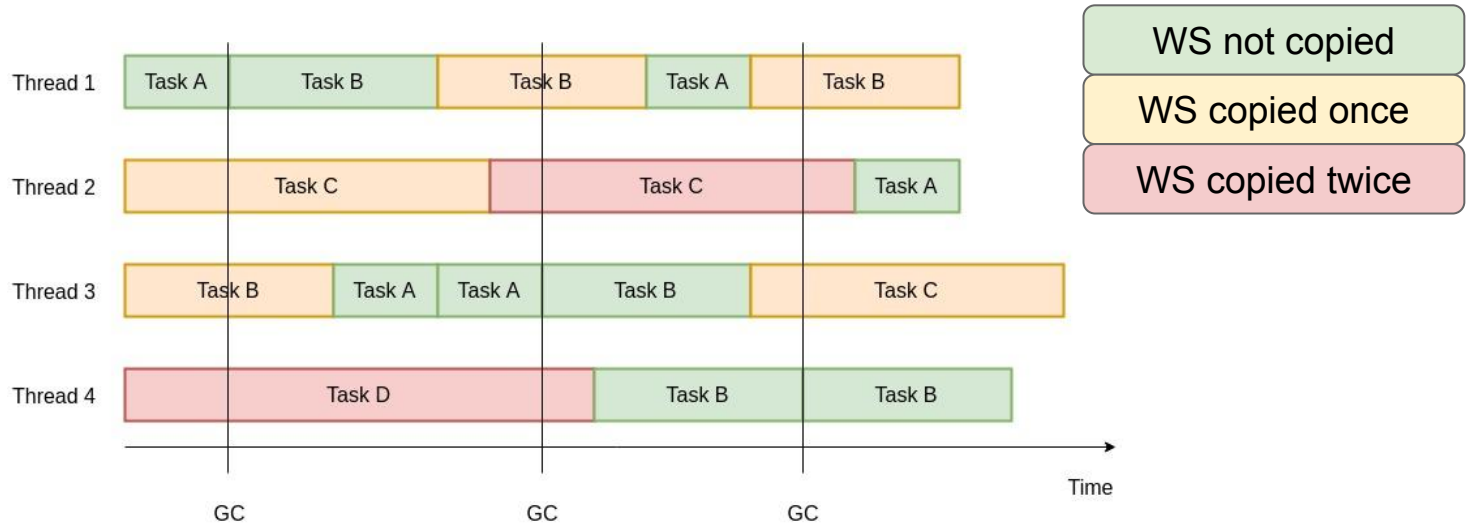 WS not copied
WS copied once
WS copied twice
Thread 1 Task A Task B Task B Task A Task B
Thread 2 Task C Task C Task A
Thread 3 Task B Task A Task A Task B Task C
Thread 4 Task D Task B Task B
Time
GC GC GC